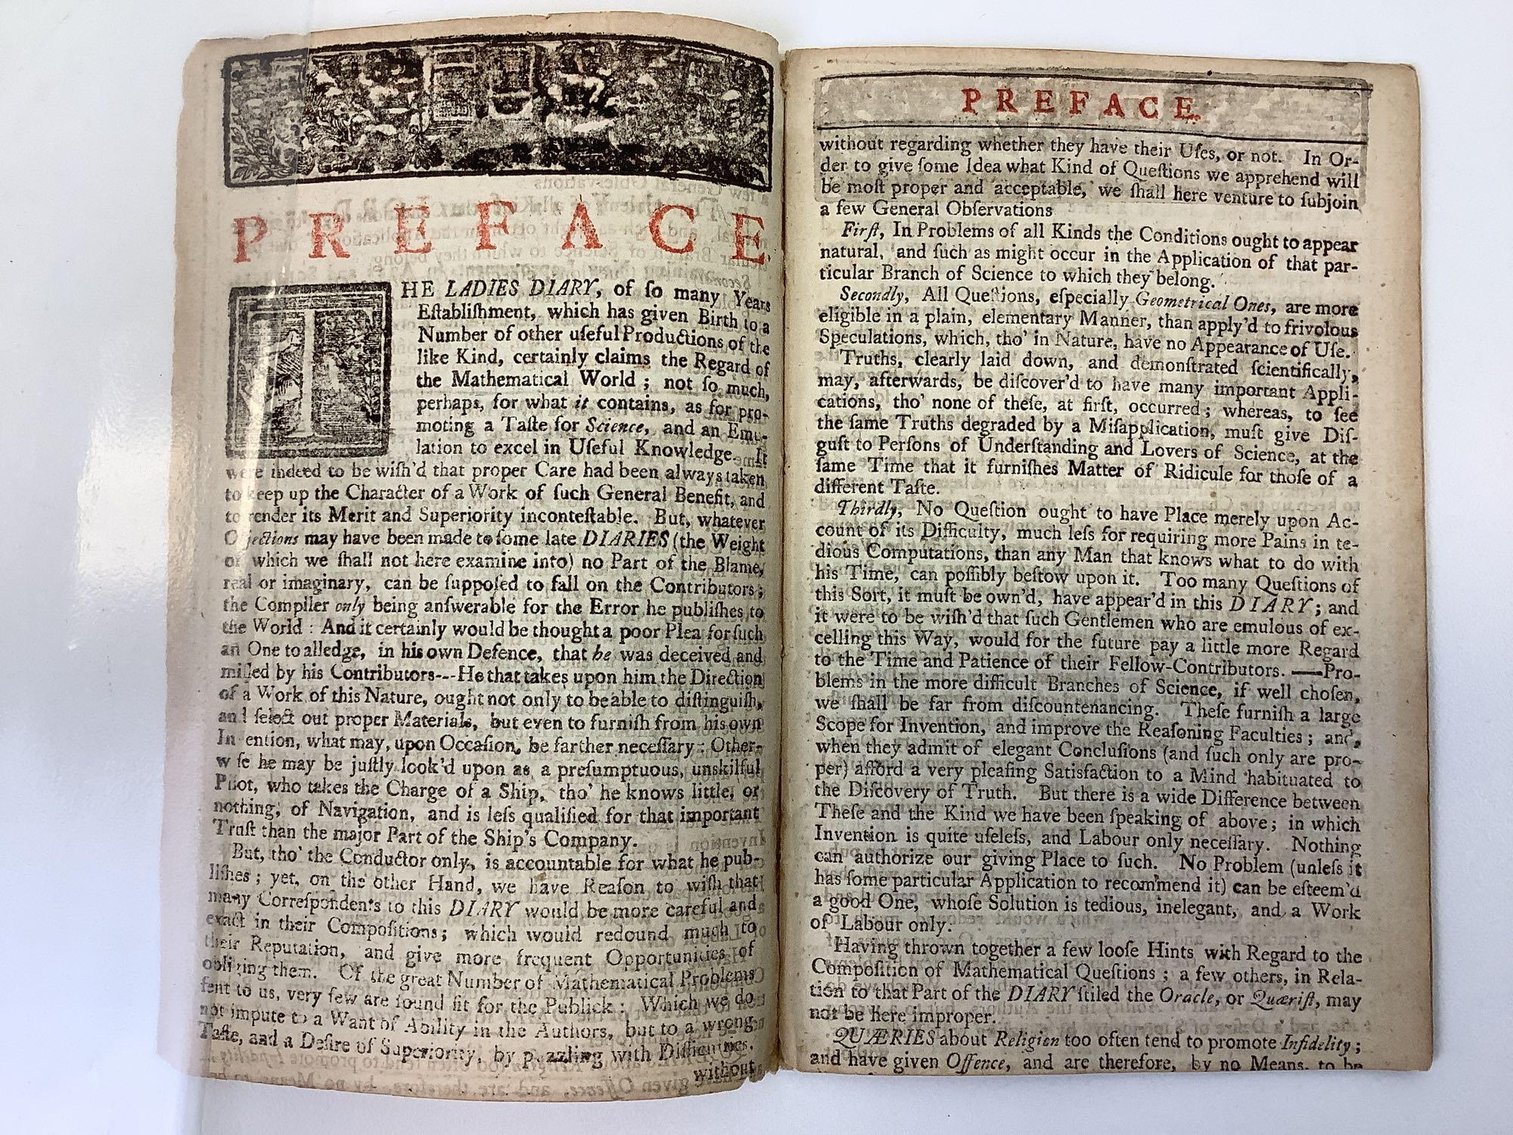 PREFACE
THE LADIES DIARY, of ſo many Years
Eſtabliſhment, which has given Birth to a
Number of other uſeful Productions of the
like Kind, certainly claims the Regard of
the Mathematical World; not ſo much,
perhaps, for what it contains, as for pro-
moting a Taſte for Science, and an Emu-
lation to excel in Uſeful Knowledge. It
were indeed to be wiſh'd that proper Care had been always taken
to keep up the Character of a Work of ſuch General Benefit, and
to render its Merit and Superiority inconteſtable. But, whatever
Objections may have been made to ſome late DIARIES (the Weight
of which we ſhall not here examine into) no Part of the Blame,
real or imaginary, can be ſuppoſed to fall on the Contributors;
the Compiler only being anſwerable for the Error he publiſhes to
the World: And it certainly would be thought a poor Plea for ſuch
an One to alledge, in his own Defence, that he was deceived and
miſled by his Contributors---He that takes upon him the Direction
of a Work of this Nature, ought not only to be able to diſtinguiſh,
and ſelect out proper Materials, but even to furniſh from his own
Invention, what may, upon Occaſion, be farther neceſſary: Other-
wiſe he may be juſtly look'd upon as a preſumptuous, unſkilful
Pilot, who takes the Charge of a Ship, tho' he knows little, or
nothing, of Navigation, and is leſs qualified for that important
Truſt than the major Part of the Ship's Company.
But, tho' the Conductor only, is accountable for what he pub-
liſhes; yet, on the other Hand, we have Reaſon to wiſh that
many Correſpondents to this DIARY would be more careful and
exact in their Compoſitions; which would redound much to
their Reputation, and give more frequent Opportunities of
obliging them. Of the great Number of Mathematical Problems
ſent to us, very few are found fit for the Publick: Which we do
not impute to a Want of Ability in the Authors, but to a wrong
Taſte, and a Deſire of Superiority, by puzzling with Difficulties,
without
PREFACE.
without regarding whether they have their Uſes, or not. In Or-
der to give ſome Idea what Kind of Queſtions we apprehend will
be moſt proper and acceptable, we ſhall here venture to ſubjoin
a few General Obſervations
Firſt, In Problems of all Kinds the Conditions ought to appear
natural, and ſuch as might occur in the Application of that par-
ticular Branch of Science to which they belong.
Secondly, All Queſtions, eſpecially Geometrical Ones, are more
eligible in a plain, elementary Manner, than apply'd to frivolous
Speculations, which, tho' in Nature, have no Appearance of Uſe.
Truths, clearly laid down, and demonſtrated ſcientifically,
may, afterwards, be diſcover'd to have many important Appli-
cations, tho' none of theſe, at firſt, occurred; whereas, to ſee
the ſame Truths degraded by a Miſapplication, muſt give Diſ-
guſt to Perſons of Underſtanding and Lovers of Science, at the
ſame Time that it furniſhes Matter of Ridicule for thoſe of a
different Taſte.
Thirdly, No Queſtion ought to have Place merely upon Ac-
count of its Difficulty, much leſs for requiring more Pains in te-
dious Computations, than any Man that knows what to do with
his Time, can poſſibly beſtow upon it. Too many Queſtions of
this Sort, it muſt be own'd, have appear'd in this DIARY; and
it were to be wiſh'd that ſuch Gentlemen who are emulous of ex-
celling this Way, would for the future pay a little more Regard
to the Time and Patience of their Fellow-Contributors. —Pro-
blems in the more difficult Branches of Science, if well choſen,
we ſhall be far from diſcountenancing. Theſe furniſh a large
Scope for Invention, and improve the Reaſoning Faculties; and,
when they admit of elegant Concluſions (and ſuch only are pro-
per) afford a very pleaſing Satisfaction to a Mind habituated to
the Diſcovery of Truth. But there is a wide Difference between
Theſe and the Kind we have been ſpeaking of above; in which
Invention is quite uſeleſs, and Labour only neceſſary. Nothing
can authorize our giving Place to ſuch. No Problem (unleſs it
has ſome particular Application to recommend it) can be eſteem'd
a good One, whoſe Solution is tedious, inelegant, and a Work
of Labour only.
Having thrown together a few looſe Hints with Regard to the
Compoſition of Mathematical Queſtions; a few others, in Rela-
tion to that Part of the DIARY ſtiled the Oracle, or Quæriſt, may
not be here improper.
QUÆRIES about Religion too often tend to promote Infidelity;
and have given Offence, and are therefore, by no Means, to be